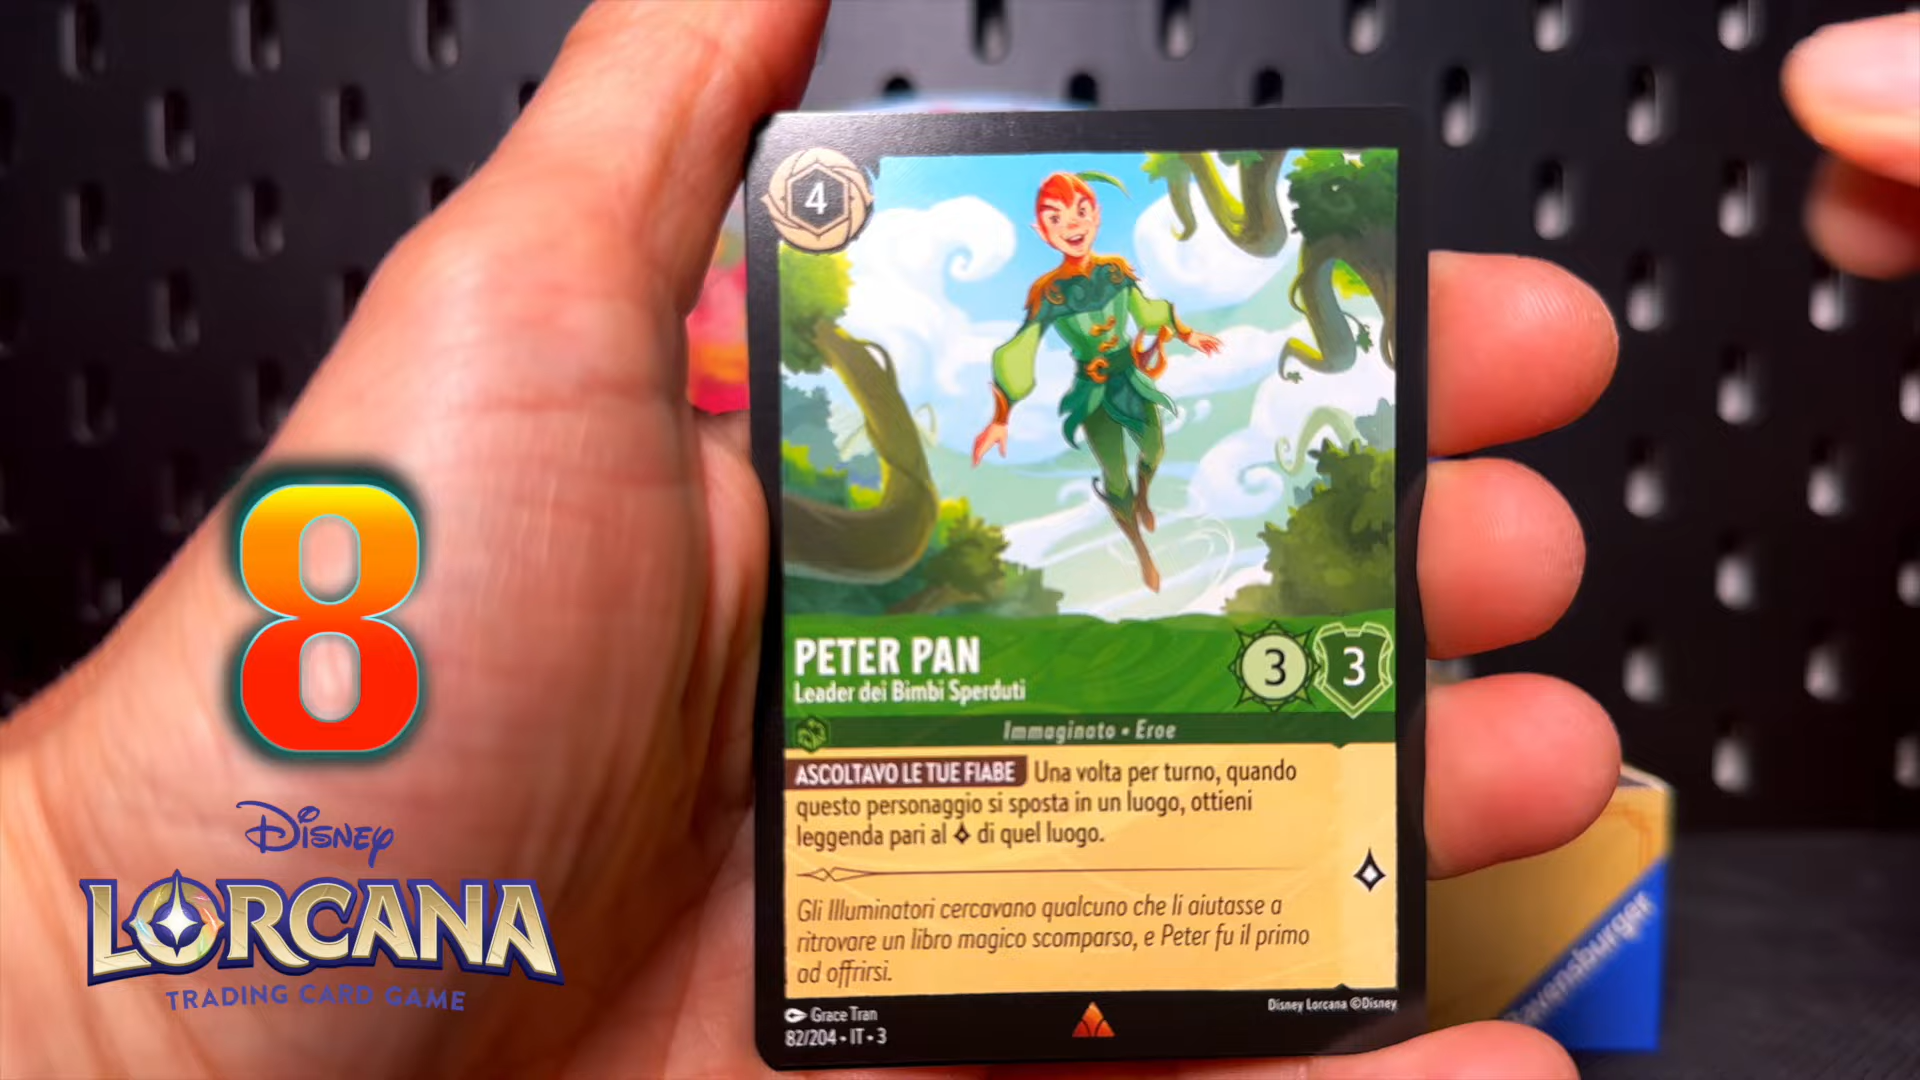 4
PETER PAN
Leader dei Bimbi Sperduti
3 3
Immaginato • Eroe
ASCOLTAVO LE TUE FIABE Una volta per turno, quando
questo personaggio si sposta in un luogo, ottieni
leggenda pari al di quel luogo.
Gli Illuminatori cercavano qualcuno che li aiutasse a
ritrovare un libro magico scomparso, e Peter fu il primo
ad offrirsi.
Grace Tran
82/204 • IT • 3
Disney Lorcana ©Disney
8
Disney
LORCANA
TRADING CARD GAME
Ravensburger